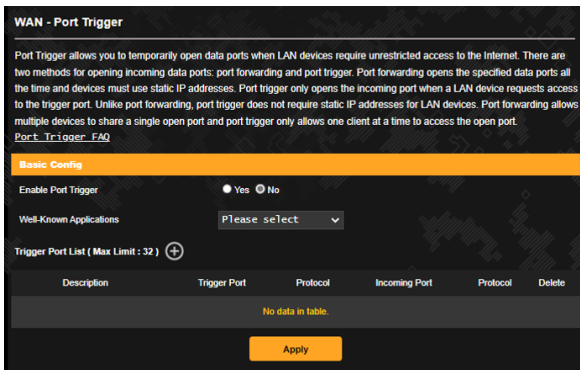 WAN - Port Trigger
Port Trigger allows you to temporarily open data ports when LAN devices require unrestricted access to the Internet. There are
two methods for opening incoming data ports: port forwarding and port trigger. Port forwarding opens the specified data ports all
the time and devices must use static IP addresses. Port trigger only opens the incoming port when a LAN device requests access
to the trigger port. Unlike port forwarding, port trigger does not require static IP addresses for LAN devices. Port forwarding allows
multiple devices to share a single open port and port trigger only allows one client at a time to access the open port.
Port Trigger FAQ
Basic Config
Enable Port Trigger Yes No
Well-Known Applications Please select
Trigger Port List ( Max Limit : 32 )
Description Trigger Port Protocol Incoming Port Protocol Delete
No data in table.
Apply